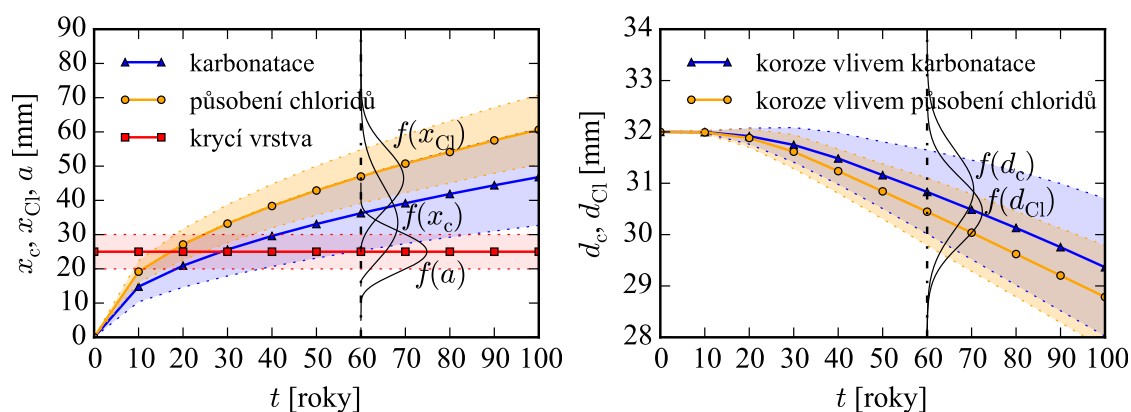 90
80
70
60
50
40
30
20
10
0
x_c, x_Cl, a [mm]
karbonatace
působení chloridů
krycí vrstva
f(x_Cl)
f(x_c)
f(a)
0 10 20 30 40 50 60 70 80 90 100
t [roky]
33
32
31
30
29
28
d_c, d_Cl [mm]
koroze vlivem karbonatace
koroze vlivem působení chloridů
f(d_c)
f(d_Cl)
0 10 20 30 40 50 60 70 80 90 100
t [roky]